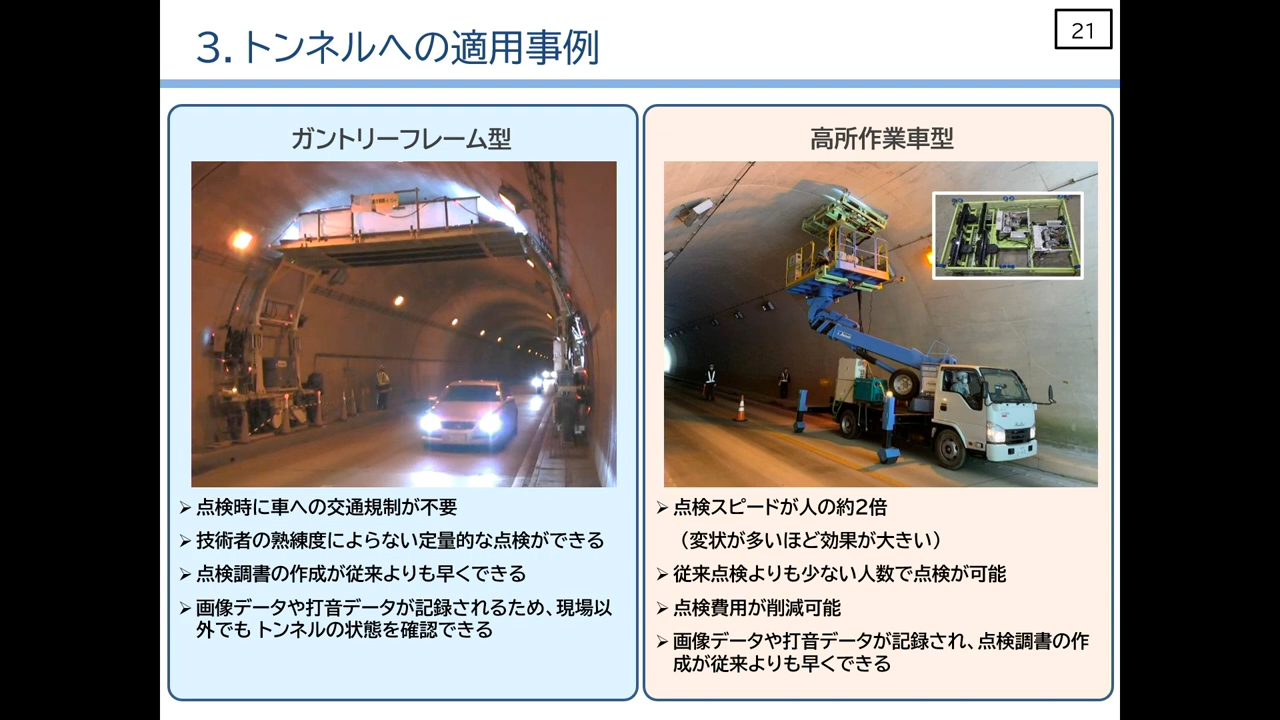 3．トンネルへの適用事例
21
ガントリーフレーム型
➢ 点検時に車への交通規制が不要
➢ 技術者の熟練度によらない定量的な点検ができる
➢ 点検調書の作成が従来よりも早くできる
➢ 画像データや打音データが記録されるため、現場以
外でも トンネルの状態を確認できる
高所作業車型
➢ 点検スピードが人の約2倍
（変状が多いほど効果が大きい）
➢ 従来点検よりも少ない人数で点検が可能
➢ 点検費用が削減可能
➢ 画像データや打音データが記録され、点検調書の作
成が従来よりも早くできる